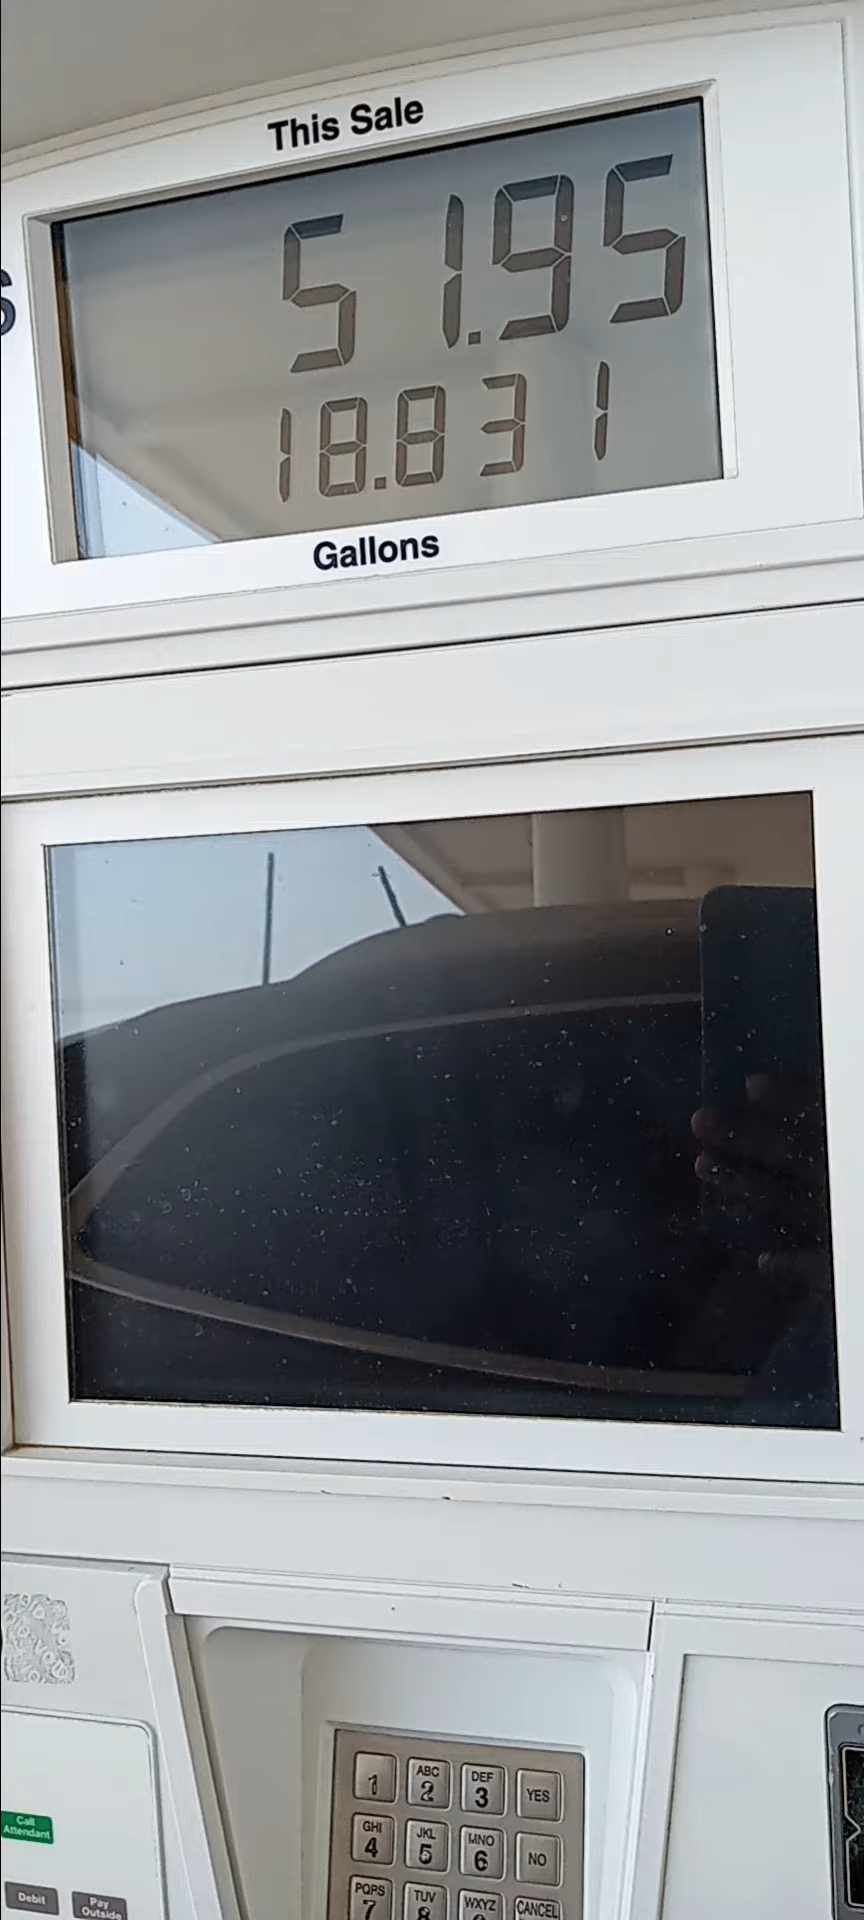 This Sale
51.95
18.831
Gallons
1
ABC
2
DEF
3
YES
GHI
4
JKL
5
MNO
6
NO
PQRS
7
TUV
8
WXYZ
CANCEL
Call
Attendant
Debit
Pay
Outside